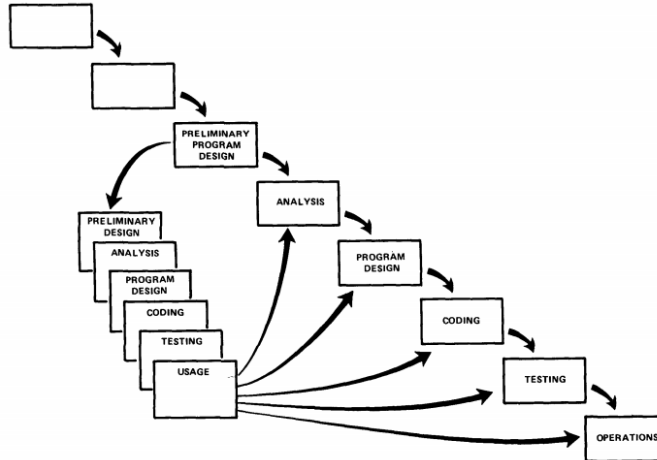 PRELIMINARY
PROGRAM
DESIGN
ANALYSIS
PROGRAM
DESIGN
CODING
TESTING
OPERATIONS
PRELIMINARY
DESIGN
ANALYSIS
PROGRAM
DESIGN
CODING
TESTING
USAGE